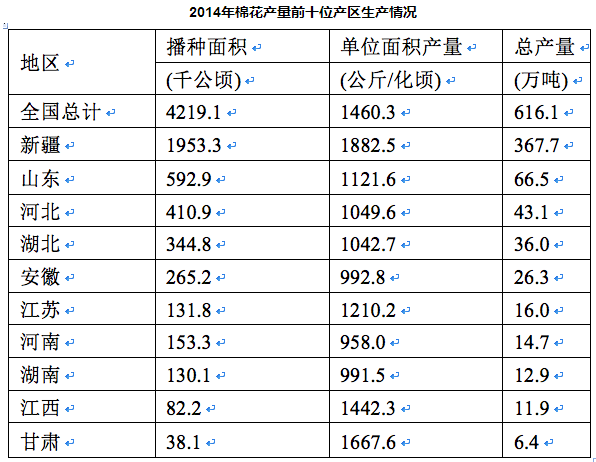 2014年棉花产量前十位产区生产情况
地区 播种面积 单位面积产量 总产量
(千公顷) (公斤/化顷) (万吨)
全国总计 4219.1 1460.3 616.1
新疆 1953.3 1882.5 367.7
山东 592.9 1121.6 66.5
河北 410.9 1049.6 43.1
湖北 344.8 1042.7 36.0
安徽 265.2 992.8 26.3
江苏 131.8 1210.2 16.0
河南 153.3 958.0 14.7
湖南 130.1 991.5 12.9
江西 82.2 1442.3 11.9
甘肃 38.1 1667.6 6.4